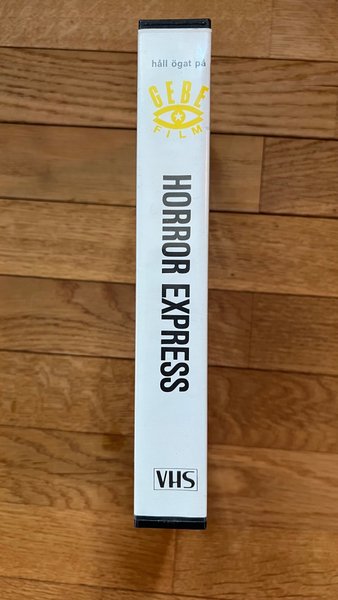 håll ögat på
GEBE
FILM
HORROR EXPRESS
VHS